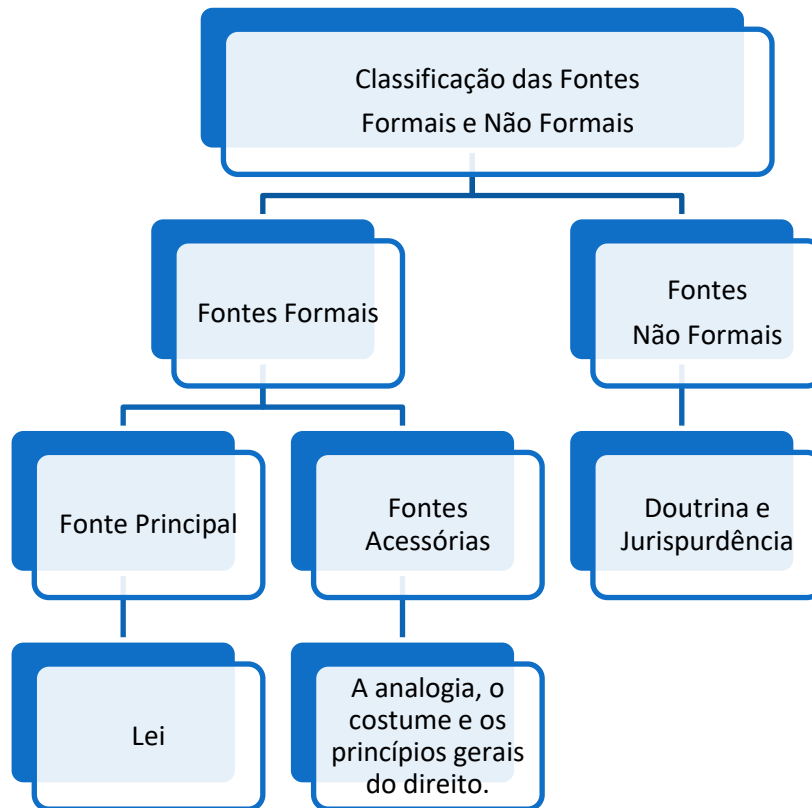 Classificação das Fontes
Formais e Não Formais
Fontes Formais
Fontes
Não Formais
Fonte Principal
Fontes
Acessórias
Doutrina e
Jurispurdência
Lei
A analogia, o
costume e os
princípios gerais
do direito.